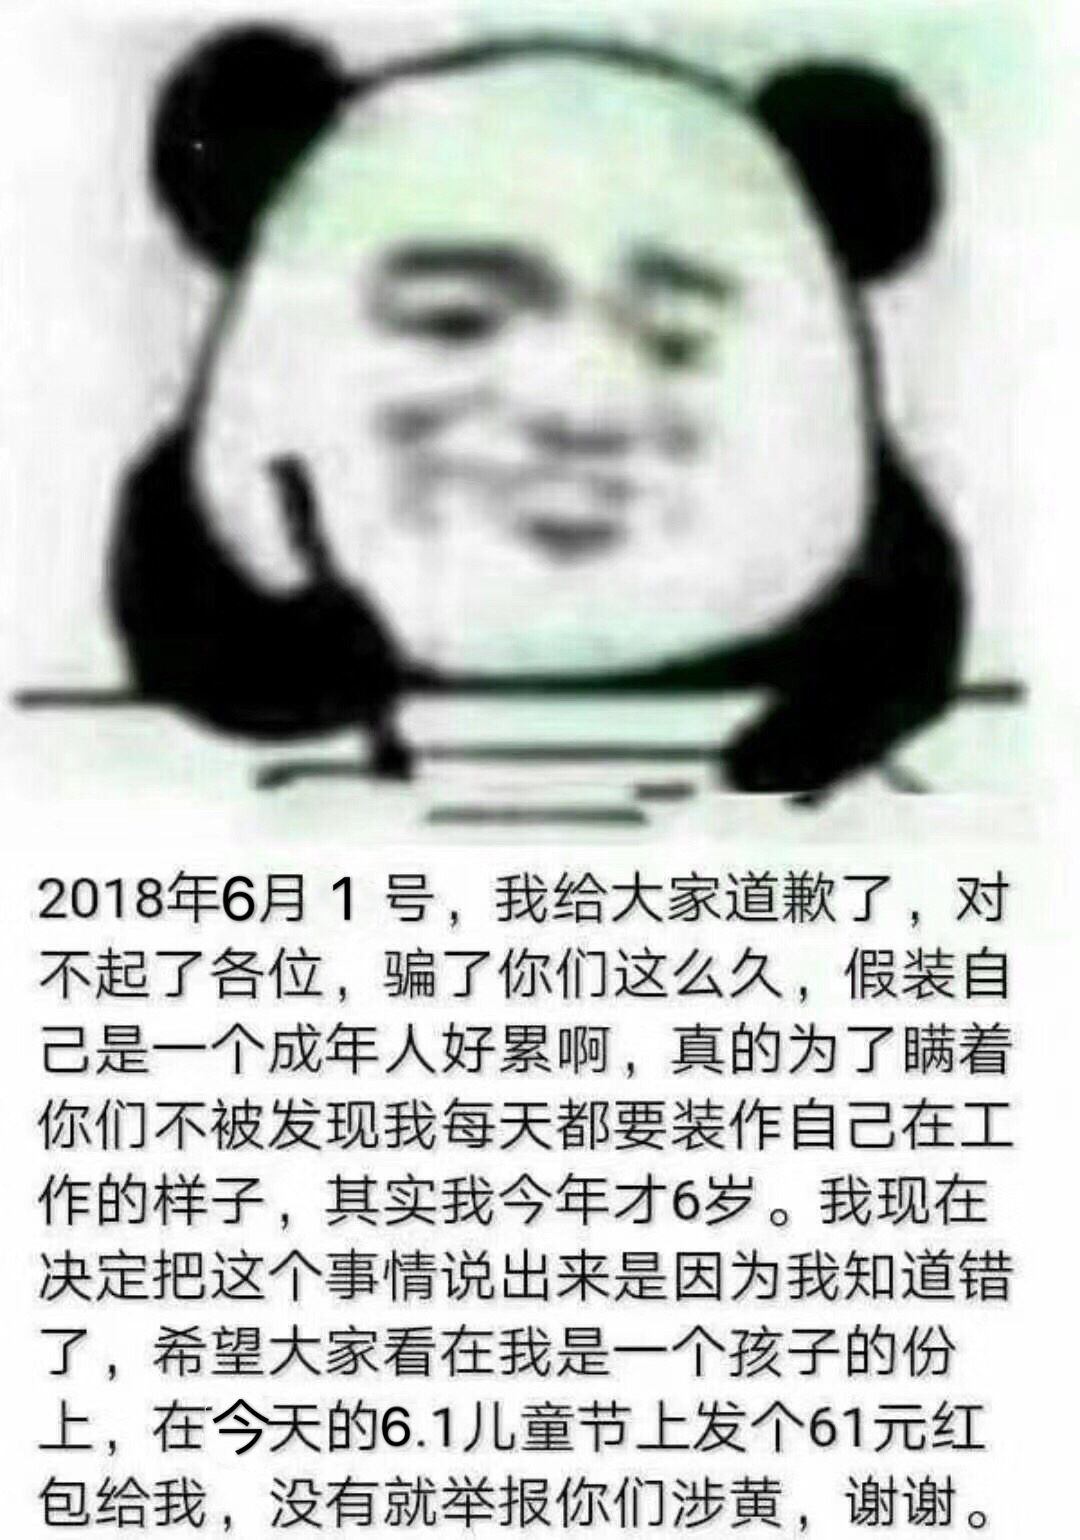 2018年6月 1 号，我给大家道歉了，对
不起了各位，骗了你们这么久，假装自
己是一个成年人好累啊，真的为了瞒着
你们不被发现我每天都要装作自己在工
作的样子，其实我今年才6岁。我现在
决定把这个事情说出来是因为我知道错
了，希望大家看在我是一个孩子的份
上，在今天的6.1儿童节上发个61元红
包给我，没有就举报你们涉黄，谢谢。